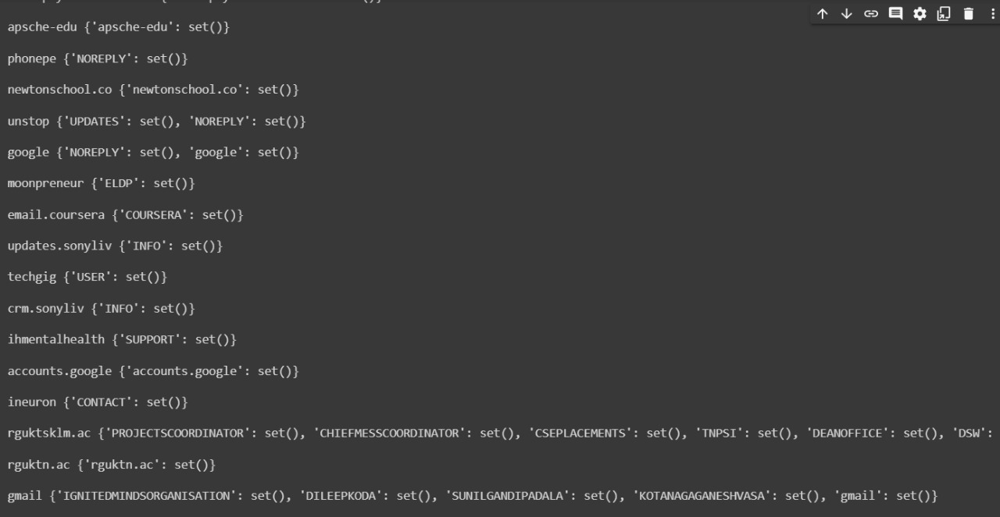 apsche-edu {'apsche-edu': set()}
phonepe {'NOREPLY': set()}
newtonschool.co {'newtonschool.co': set()}
unstop {'UPDATES': set(), 'NOREPLY': set()}
google {'NOREPLY': set(), 'google': set()}
moonpreneur {'ELDP': set()}
email.coursera {'COURSERA': set()}
updates.sonyliv {'INFO': set()}
techgig {'USER': set()}
crm.sonyliv {'INFO': set()}
ihmentalhealth {'SUPPORT': set()}
accounts.google {'accounts.google': set()}
ineuron {'CONTACT': set()}
rguktsklm.ac {'PROJECTSCOORDINATOR': set(), 'CHIEFMESSCOORDINATOR': set(), 'CSEPLACEMENTS': set(), 'TNPSI': set(), 'DEANOFFICE': set(), 'DSW':
rguktn.ac {'rguktn.ac': set()}
gmail {'IGNITEDMINDSORGANISATION': set(), 'DILEEPKODA': set(), 'SUNILGANDIPADALA': set(), 'KOTANAGAGANESHVASA': set(), 'gmail': set()}